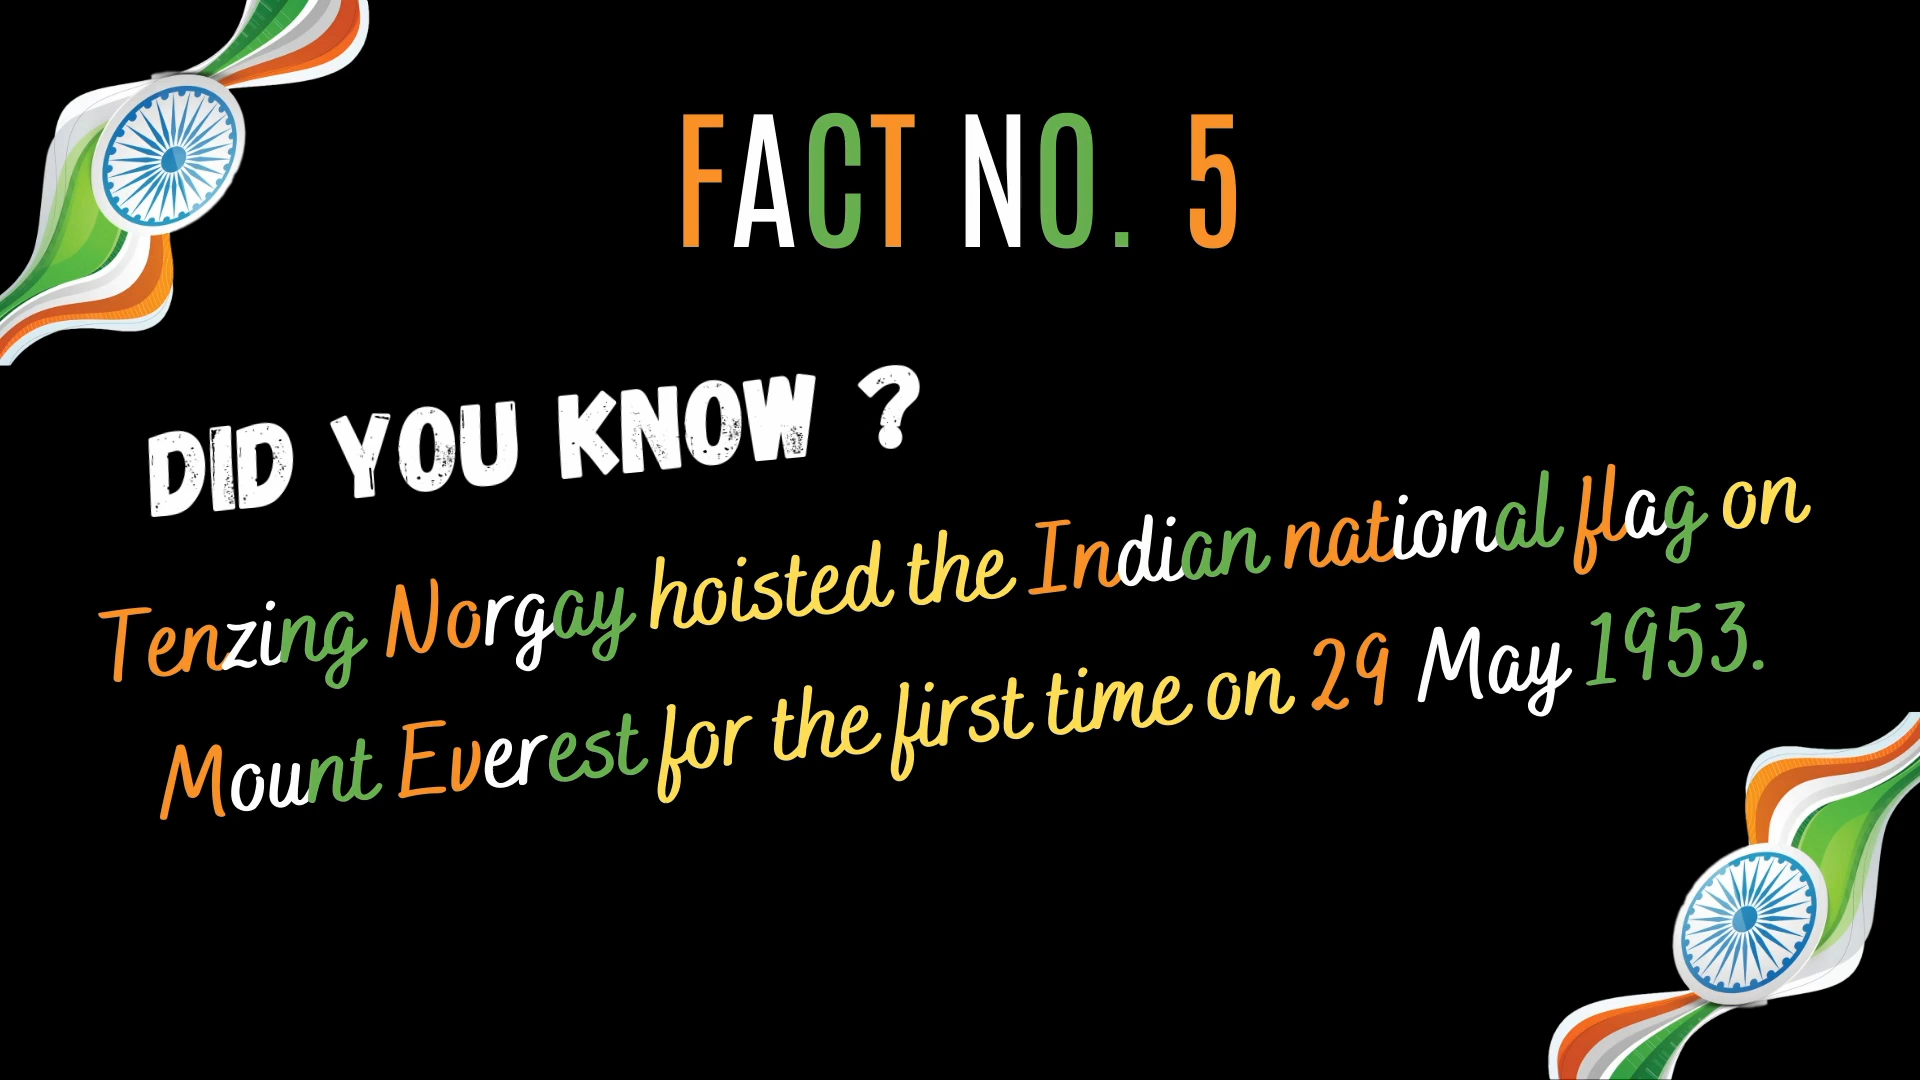 FACT NO. 5
DID YOU KNOW ?
Tenzing Norgay hoisted the Indian national flag on
Mount Everest for the first time on 29 May 1953.